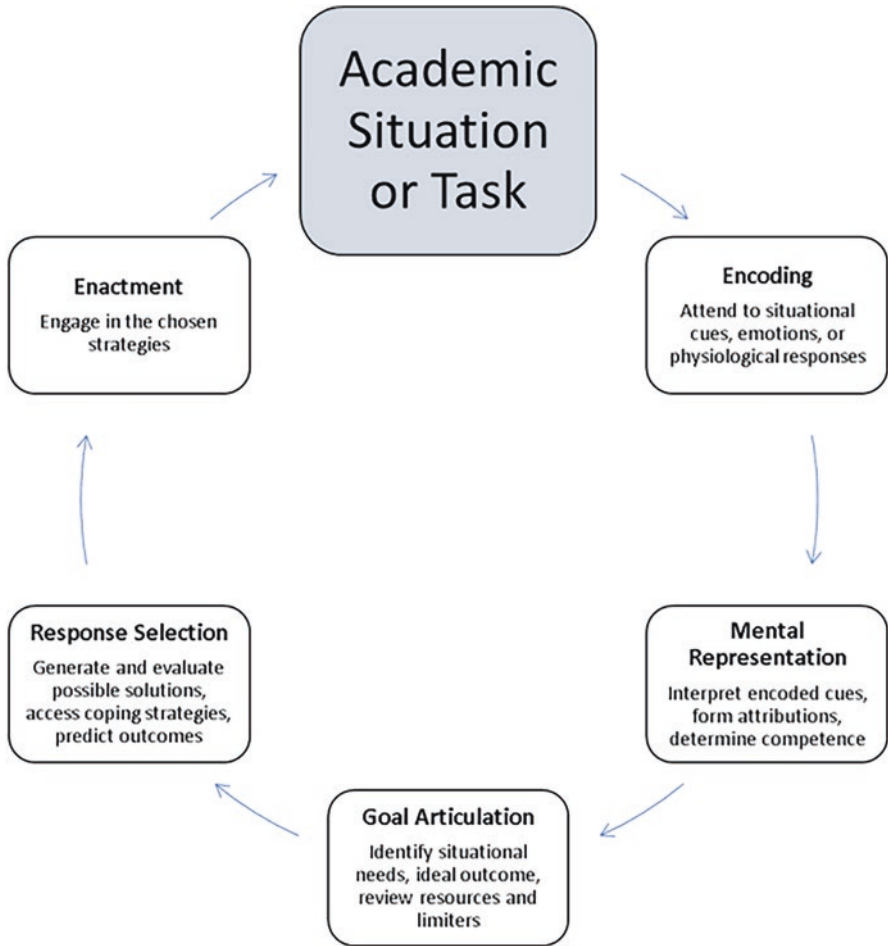 Academic
Situation
or Task
Encoding
Attend to situational
cues, emotions, or
physiological responses
Mental
Representation
Interpret encoded cues,
form attributions,
determine competence
Goal Articulation
Identify situational
needs, ideal outcome,
review resources and
limiters
Response Selection
Generate and evaluate
possible solutions,
access coping strategies,
predict outcomes
Enactment
Engage in the chosen
strategies